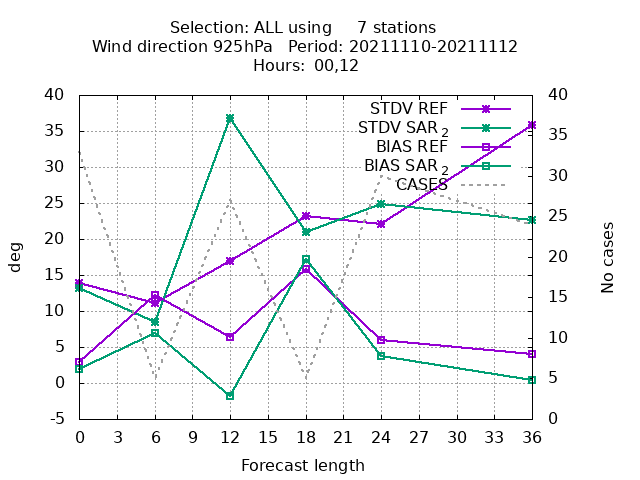 Selection: ALL using     7 stations
Wind direction 925hPa   Period: 20211110-20211112
Hours:  00,12
STDV REF
STDV SAR2
BIAS REF
BIAS SAR2
CASES
40
35
30
25
20
15
10
5
0
-5
deg
40
35
30
25
20
15
10
5
0
No cases
0 3 6 9 12 15 18 21 24 27 30 33 36
Forecast length